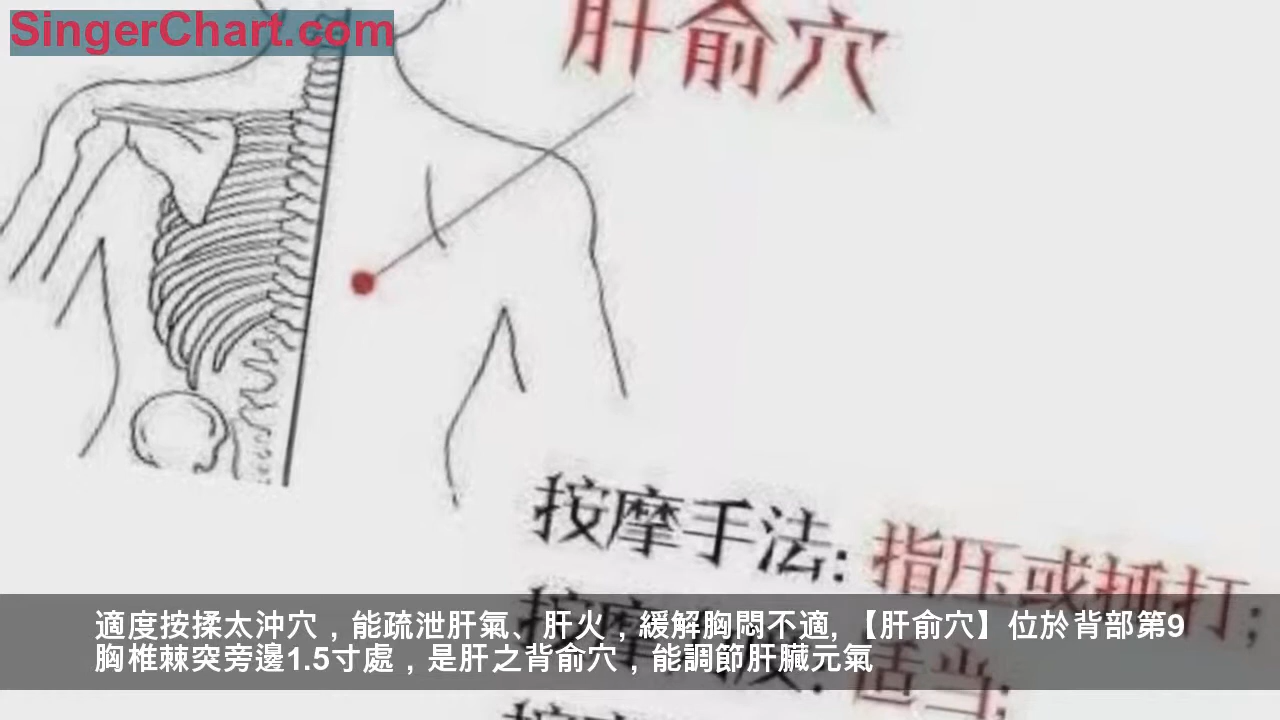 SingerChart.com
肝俞穴
按摩手法: 指压或捶打;
适当;
適度按揉太沖穴，能疏泄肝氣、肝火，緩解胸悶不適, 【肝俞穴】位於背部第9
胸椎棘突旁邊1.5寸處，是肝之背俞穴，能調節肝臟元氣